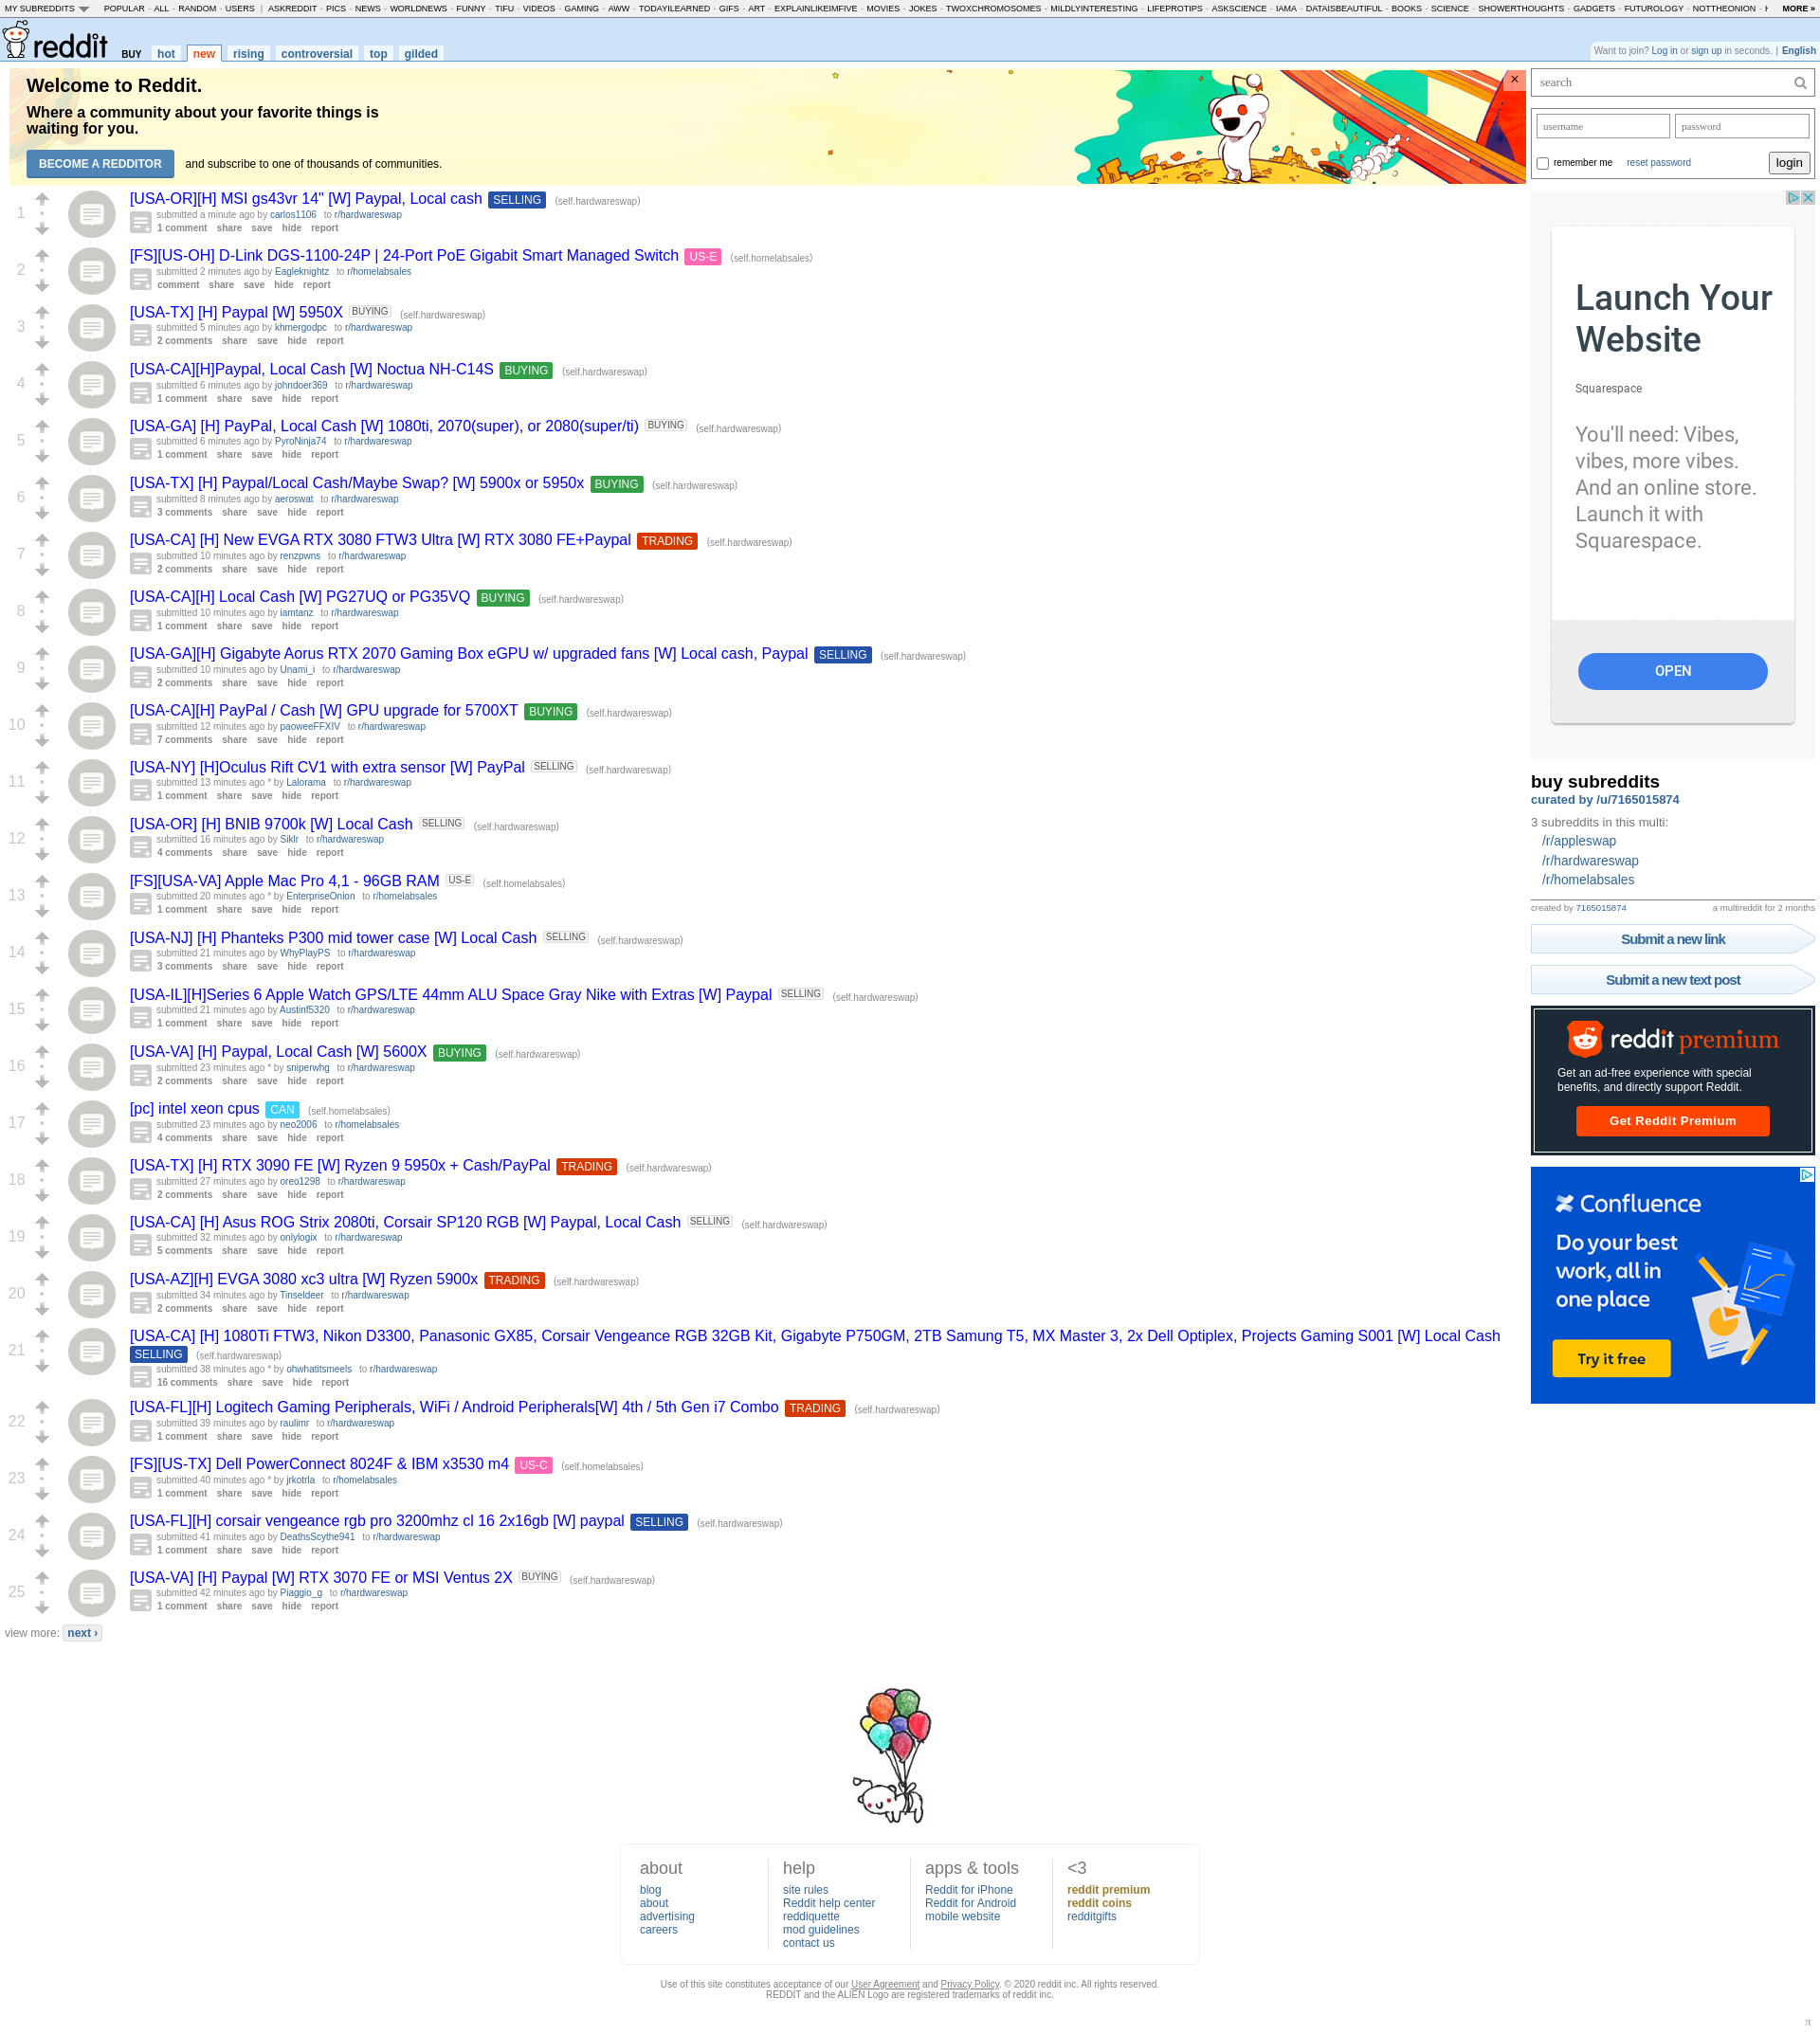 MY SUBREDDITS POPULAR - ALL - RANDOM - USERS | ASKREDDIT - PICS - NEWS - WORLDNEWS - FUNNY - TIFU - VIDEOS - GAMING - AWW - TODAYILEARNED - GIFS - ART - EXPLAINLIKEIMFIVE - MOVIES - JOKES - TWOXCHROMOSOMES - MILDLYINTERESTING - LIFEPROTIPS - ASKSCIENCE - IAMA - DATAISBEAUTIFUL - BOOKS - SCIENCE - SHOWERTHOUGHTS - GADGETS - FUTUROLOGY - NOTTHEONION - MORE »
reddit BUY hot new rising controversial top gilded
Want to join? Log in or sign up in seconds. | English
Welcome to Reddit.
Where a community about your favorite things is
waiting for you.
BECOME A REDDITOR and subscribe to one of thousands of communities.
×
1
[USA-OR][H] MSI gs43vr 14" [W] Paypal, Local cash SELLING (self.hardwareswap)
submitted a minute ago by carlos1106 to r/hardwareswap
1 comment share save hide report
2
[FS][US-OH] D-Link DGS-1100-24P | 24-Port PoE Gigabit Smart Managed Switch US-E (self.homelabsales)
submitted 2 minutes ago by Eagleknightz to r/homelabsales
comment share save hide report
3
[USA-TX] [H] Paypal [W] 5950X BUYING (self.hardwareswap)
submitted 5 minutes ago by khmergodpc to r/hardwareswap
2 comments share save hide report
4
[USA-CA][H]Paypal, Local Cash [W] Noctua NH-C14S BUYING (self.hardwareswap)
submitted 6 minutes ago by johndoer369 to r/hardwareswap
1 comment share save hide report
5
[USA-GA] [H] PayPal, Local Cash [W] 1080ti, 2070(super), or 2080(super/ti) BUYING (self.hardwareswap)
submitted 6 minutes ago by PyroNinja74 to r/hardwareswap
1 comment share save hide report
6
[USA-TX] [H] Paypal/Local Cash/Maybe Swap? [W] 5900x or 5950x BUYING (self.hardwareswap)
submitted 8 minutes ago by aeroswat to r/hardwareswap
3 comments share save hide report
7
[USA-CA] [H] New EVGA RTX 3080 FTW3 Ultra [W] RTX 3080 FE+Paypal TRADING (self.hardwareswap)
submitted 10 minutes ago by renzpwns to r/hardwareswap
2 comments share save hide report
8
[USA-CA][H] Local Cash [W] PG27UQ or PG35VQ BUYING (self.hardwareswap)
submitted 10 minutes ago by iamtanz to r/hardwareswap
1 comment share save hide report
9
[USA-GA][H] Gigabyte Aorus RTX 2070 Gaming Box eGPU w/ upgraded fans [W] Local cash, Paypal SELLING (self.hardwareswap)
submitted 10 minutes ago by Unami_i to r/hardwareswap
2 comments share save hide report
10
[USA-CA][H] PayPal / Cash [W] GPU upgrade for 5700XT BUYING (self.hardwareswap)
submitted 12 minutes ago by paoweeFFXIV to r/hardwareswap
7 comments share save hide report
11
[USA-NY] [H]Oculus Rift CV1 with extra sensor [W] PayPal SELLING (self.hardwareswap)
submitted 13 minutes ago * by Lalorama to r/hardwareswap
1 comment share save hide report
12
[USA-OR] [H] BNIB 9700k [W] Local Cash SELLING (self.hardwareswap)
submitted 16 minutes ago by Siklr to r/hardwareswap
4 comments share save hide report
13
[FS][USA-VA] Apple Mac Pro 4,1 - 96GB RAM US-E (self.homelabsales)
submitted 20 minutes ago * by EnterpriseOnion to r/homelabsales
1 comment share save hide report
14
[USA-NJ] [H] Phanteks P300 mid tower case [W] Local Cash SELLING (self.hardwareswap)
submitted 21 minutes ago by WhyPlayPS to r/hardwareswap
3 comments share save hide report
15
[USA-IL][H]Series 6 Apple Watch GPS/LTE 44mm ALU Space Gray Nike with Extras [W] Paypal SELLING (self.hardwareswap)
submitted 21 minutes ago by Austinf5320 to r/hardwareswap
1 comment share save hide report
16
[USA-VA] [H] Paypal, Local Cash [W] 5600X BUYING (self.hardwareswap)
submitted 23 minutes ago * by sniperwhg to r/hardwareswap
2 comments share save hide report
17
[pc] intel xeon cpus CAN (self.homelabsales)
submitted 23 minutes ago by neo2006 to r/homelabsales
4 comments share save hide report
18
[USA-TX] [H] RTX 3090 FE [W] Ryzen 9 5950x + Cash/PayPal TRADING (self.hardwareswap)
submitted 27 minutes ago by oreo1298 to r/hardwareswap
2 comments share save hide report
19
[USA-CA] [H] Asus ROG Strix 2080ti, Corsair SP120 RGB [W] Paypal, Local Cash SELLING (self.hardwareswap)
submitted 32 minutes ago by onlylogix to r/hardwareswap
5 comments share save hide report
20
[USA-AZ][H] EVGA 3080 xc3 ultra [W] Ryzen 5900x TRADING (self.hardwareswap)
submitted 34 minutes ago by Tinseldeer to r/hardwareswap
2 comments share save hide report
21
[USA-CA] [H] 1080Ti FTW3, Nikon D3300, Panasonic GX85, Corsair Vengeance RGB 32GB Kit, Gigabyte P750GM, 2TB Samung T5, MX Master 3, 2x Dell Optiplex, Projects Gaming S001 [W] Local Cash
SELLING (self.hardwareswap)
submitted 38 minutes ago * by ohwhatitsmeels to r/hardwareswap
16 comments share save hide report
22
[USA-FL][H] Logitech Gaming Peripherals, WiFi / Android Peripherals[W] 4th / 5th Gen i7 Combo TRADING (self.hardwareswap)
submitted 39 minutes ago by raulimr to r/hardwareswap
1 comment share save hide report
23
[FS][US-TX] Dell PowerConnect 8024F & IBM x3530 m4 US-C (self.homelabsales)
submitted 40 minutes ago * by jrkotrla to r/homelabsales
1 comment share save hide report
24
[USA-FL][H] corsair vengeance rgb pro 3200mhz cl 16 2x16gb [W] paypal SELLING (self.hardwareswap)
submitted 41 minutes ago by DeathsScythe941 to r/hardwareswap
1 comment share save hide report
25
[USA-VA] [H] Paypal [W] RTX 3070 FE or MSI Ventus 2X BUYING (self.hardwareswap)
submitted 42 minutes ago by Piaggio_g to r/hardwareswap
1 comment share save hide report
view more: next ›
search
username password
remember me reset password login
Launch Your
Website
Squarespace
You'll need: Vibes,
vibes, more vibes.
And an online store.
Launch it with
Squarespace.
OPEN
buy subreddits
curated by /u/7165015874
3 subreddits in this multi:
/r/appleswap
/r/hardwareswap
/r/homelabsales
created by 7165015874 a multireddit for 2 months
Submit a new link
Submit a new text post
reddit premium
Get an ad-free experience with special
benefits, and directly support Reddit.
Get Reddit Premium
Confluence
Do your best
work, all in
one place
Try it free
about
blog
about
advertising
careers
help
site rules
Reddit help center
reddiquette
mod guidelines
contact us
apps & tools
Reddit for iPhone
Reddit for Android
mobile website
<3
reddit premium
reddit coins
redditgifts
Use of this site constitutes acceptance of our User Agreement and Privacy Policy. © 2020 reddit inc. All rights reserved.
REDDIT and the ALIEN Logo are registered trademarks of reddit inc.
π